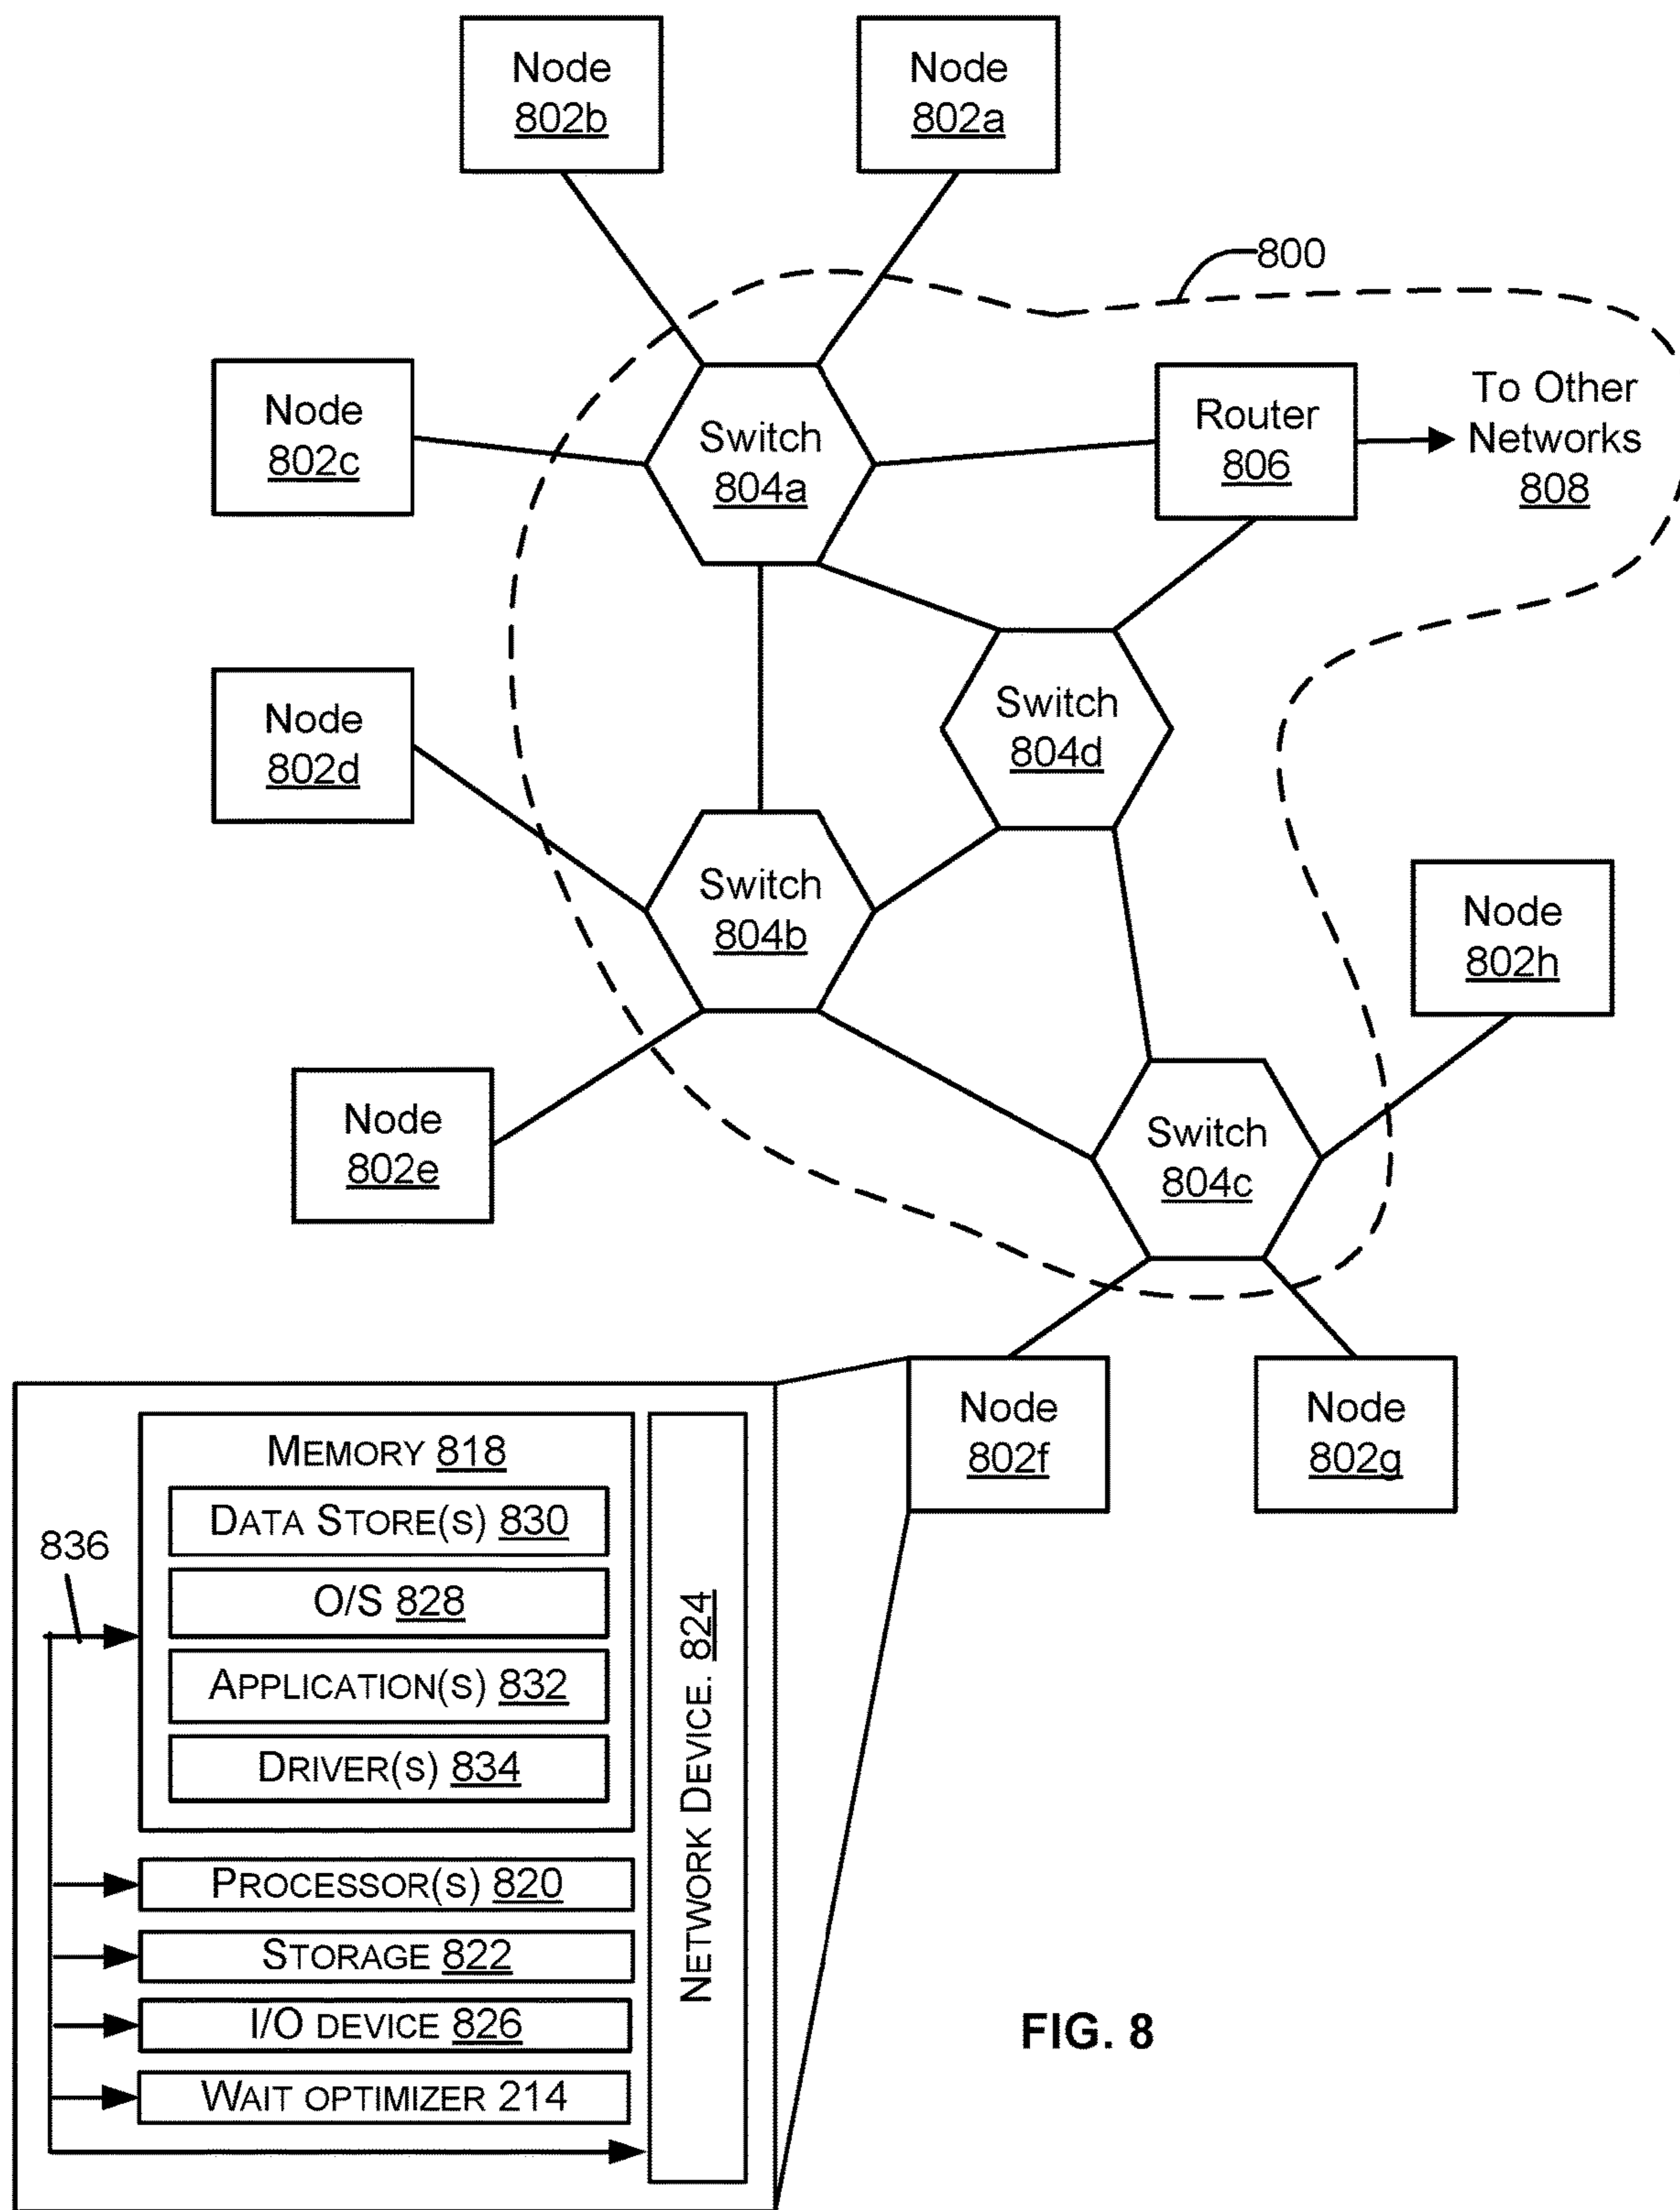 Node
802b
Node
802a
800
Node
802c
Switch
804a
Router
806
To Other
Networks
808
Node
802d
Switch
804d
Switch
804b
Node
802h
Node
802e
Switch
804c
Node
802f
Node
802g
MEMORY 818
DATA STORE(S) 830
836
O/S 828
APPLICATION(S) 832
DRIVER(S) 834
NETWORK DEVICE. 824
PROCESSOR(S) 820
STORAGE 822
I/O DEVICE 826
WAIT OPTIMIZER 214
FIG. 8